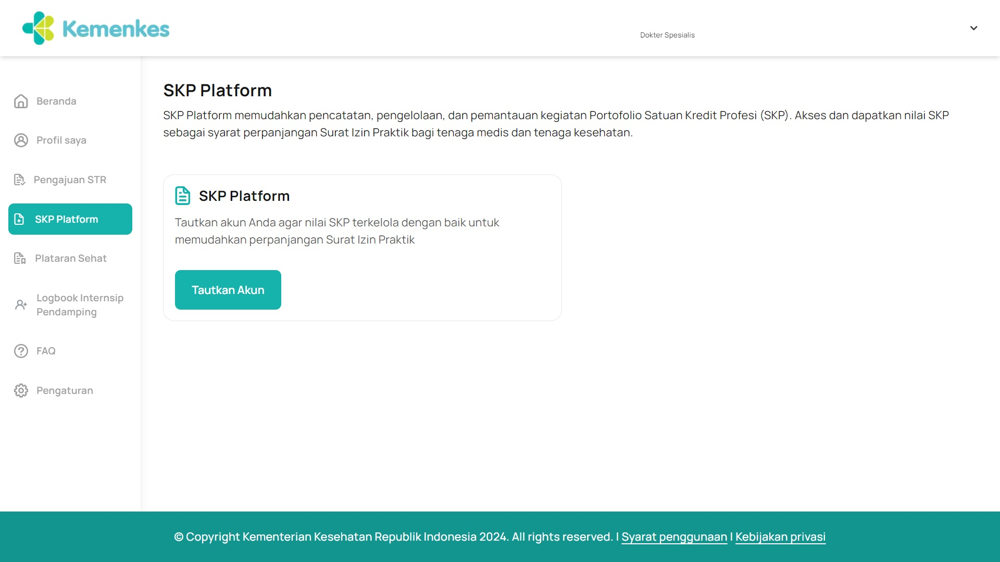 Kemenkes
Dokter Spesialis
Beranda
Profil saya
Pengajuan STR
SKP Platform
Plataran Sehat
Logbook Internsip
Pendamping
FAQ
Pengaturan
SKP Platform
SKP Platform memudahkan pencatatan, pengelolaan, dan pemantauan kegiatan Portofolio Satuan Kredit Profesi (SKP). Akses dan dapatkan nilai SKP
sebagai syarat perpanjangan Surat Izin Praktik bagi tenaga medis dan tenaga kesehatan.
SKP Platform
Tautkan akun Anda agar nilai SKP terkelola dengan baik untuk
memudahkan perpanjangan Surat Izin Praktik
Tautkan Akun
© Copyright Kementerian Kesehatan Republik Indonesia 2024. All rights reserved. | Syarat penggunaan | Kebijakan privasi